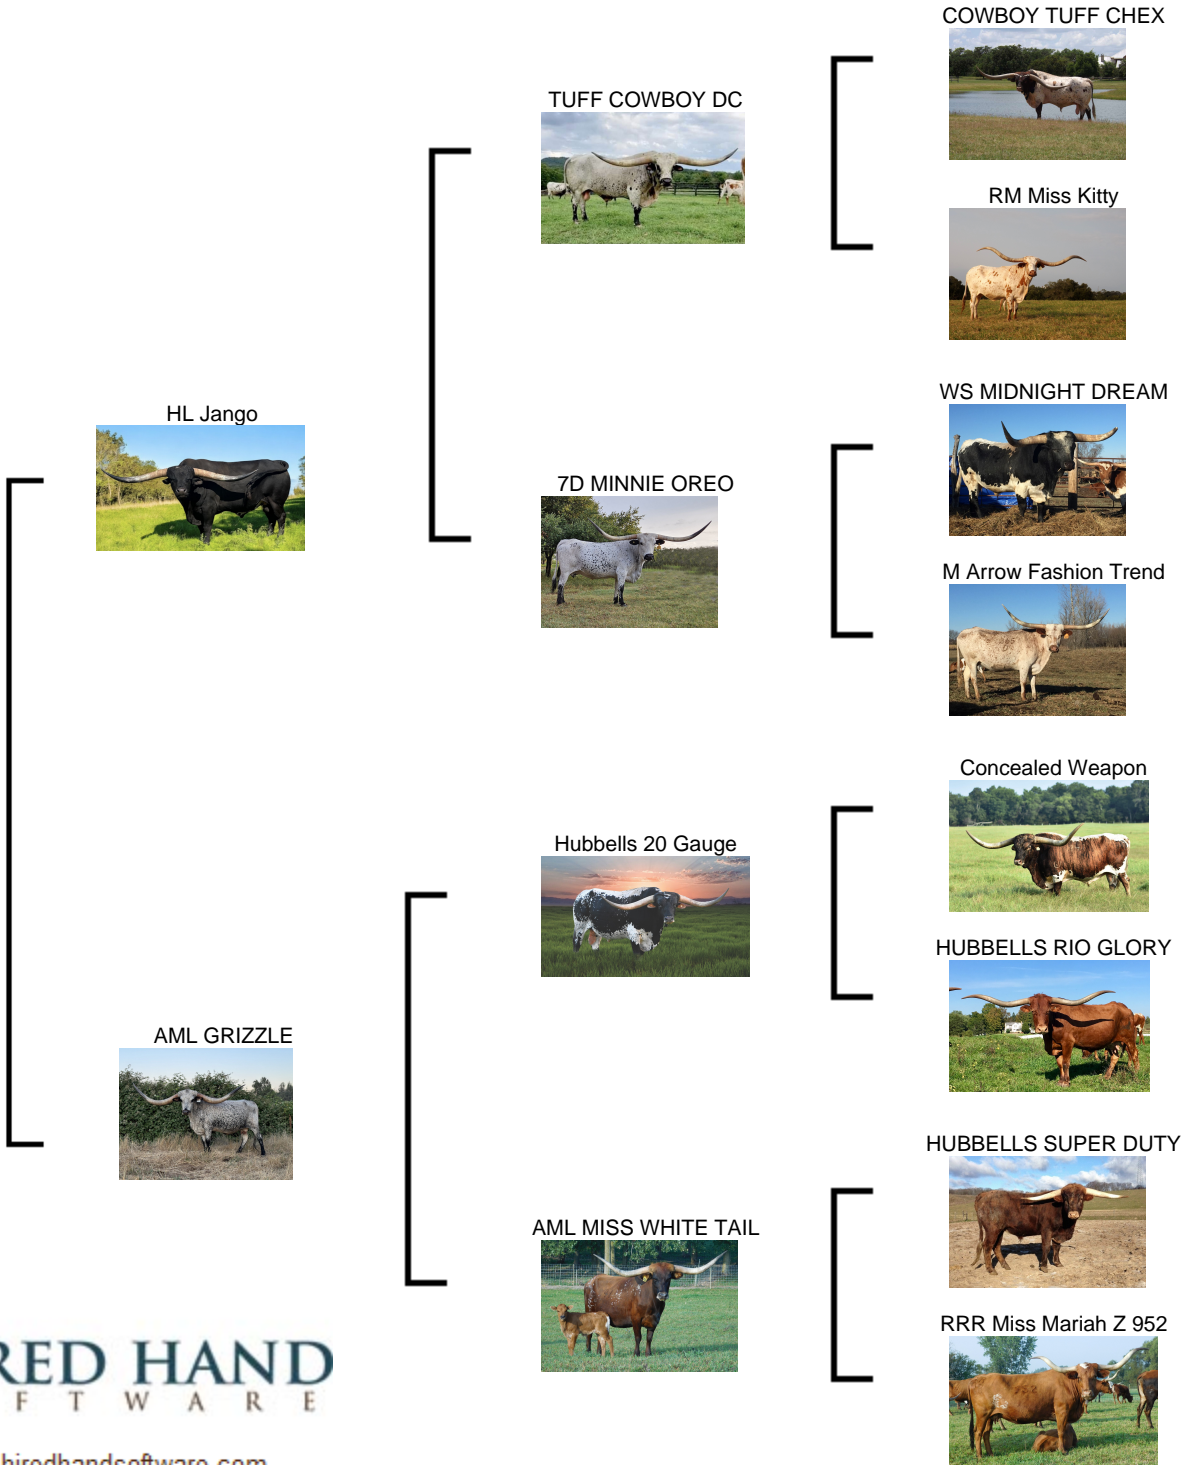 COWBOY TUFF CHEX
TUFF COWBOY DC
RM Miss Kitty
WS MIDNIGHT DREAM
HL Jango
7D MINNIE OREO
M Arrow Fashion Trend
Concealed Weapon
Hubbells 20 Gauge
HUBBELLS RIO GLORY
AML GRIZZLE
HUBBELLS SUPER DUTY
AML MISS WHITE TAIL
RRR Miss Mariah Z 952
RED HAND
F T W A R E
hiredhandsoftware.com